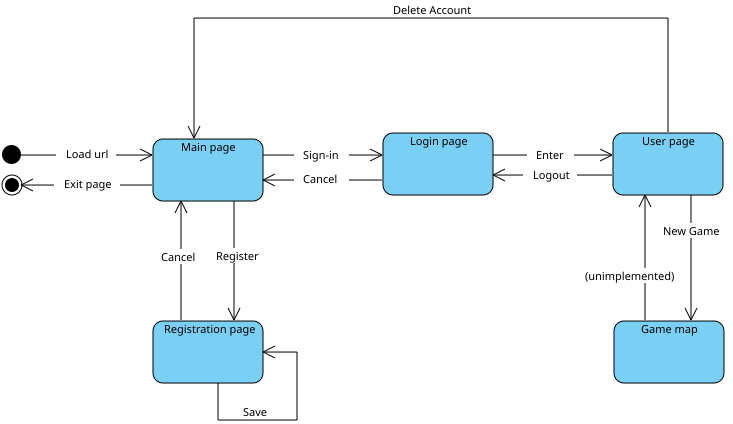 Delete Account
Main page
Login page
User page
Load url
Sign-in
Enter
Exit page
Cancel
Logout
New Game
Cancel
Register
(unimplemented)
Registration page
Game map
Save